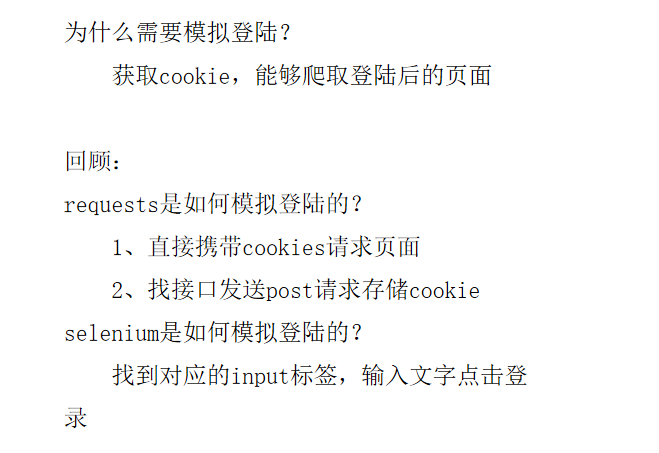 为什么需要模拟登陆？
获取cookie，能够爬取登陆后的页面
回顾：
requests是如何模拟登陆的？
1、直接携带cookies请求页面
2、找接口发送post请求存储cookie
selenium是如何模拟登陆的？
找到对应的input标签，输入文字点击登
录